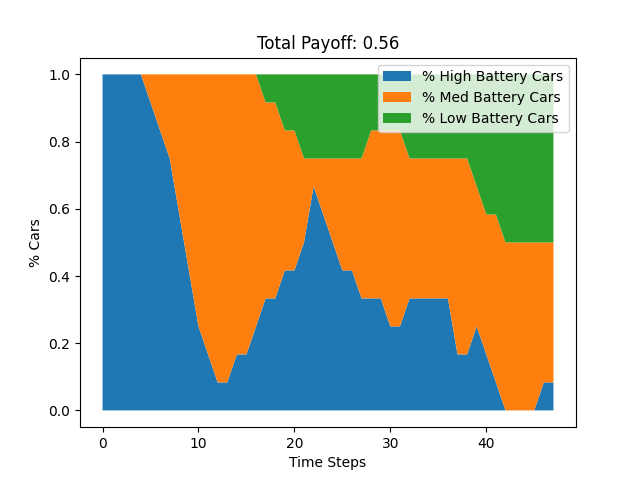 Total Payoff: 0.56
1.0
% High Battery Cars
% Med Battery Cars
% Low Battery Cars
0.8
0.6
0.4
0.2
0.0
% Cars
0
10
20
30
40
Time Steps